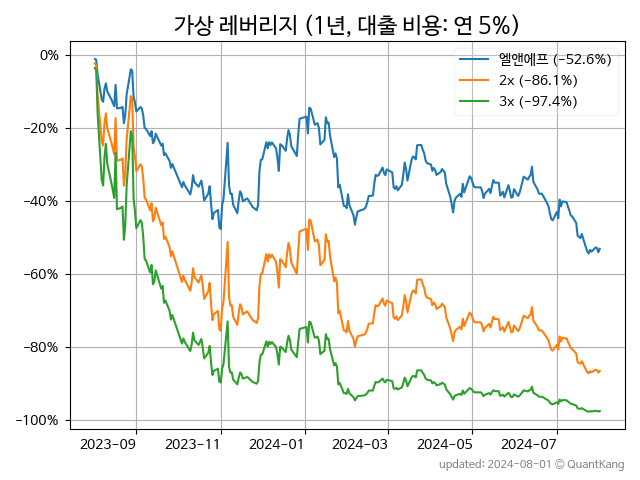 가상 레버리지 (1년, 대출 비용: 연 5%)
0%
−20%
−40%
−60%
−80%
−100%
엘앤에프 (−52.6%)
2x (−86.1%)
3x (−97.4%)
2023-09 2023-11 2024-01 2024-03 2024-05 2024-07
updated: 2024-08-01 © QuantKang